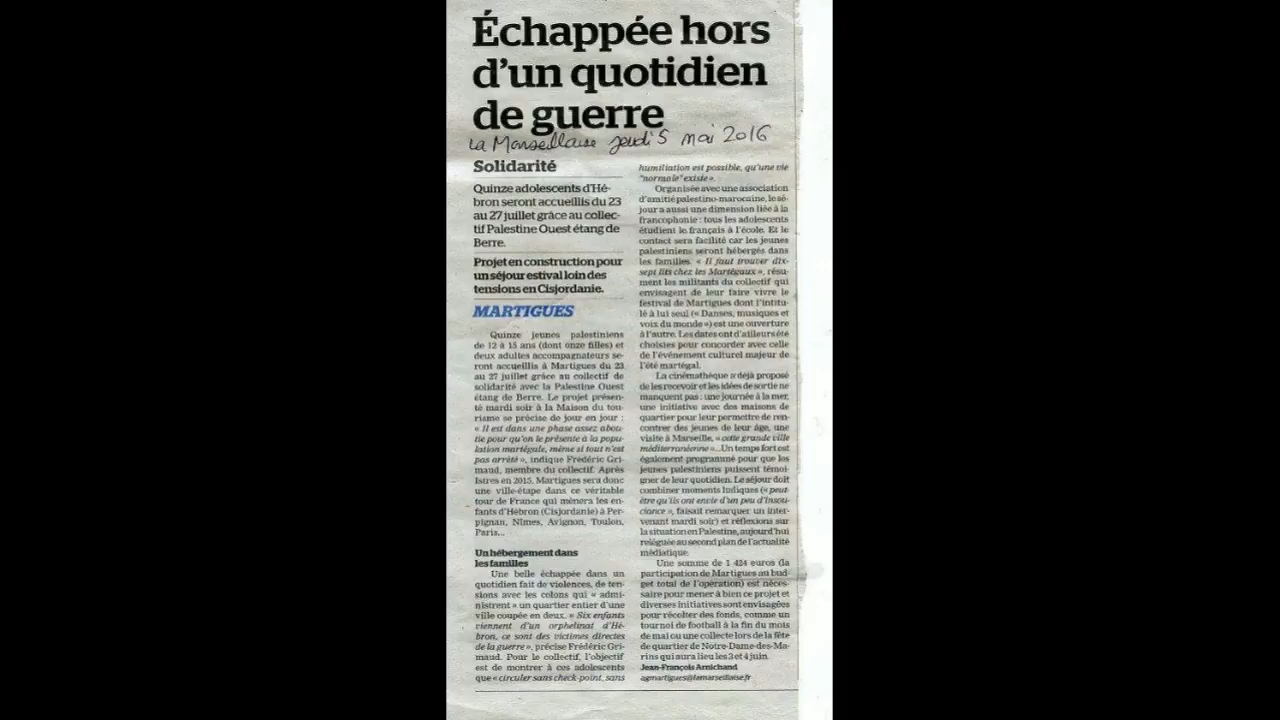 Échappée hors
d'un quotidien
de guerre
La Marseillaise jeudi 5 mai 2016
Solidarité
Quinze adolescents d'Hé-
bron seront accueillis du 23
au 27 juillet grâce au collec-
tif Palestine Ouest étang de
Berre.
Projet en construction pour
un séjour estival loin des
tensions en Cisjordanie.
MARTIGUES
Quinze jeunes palestiniens
de 12 à 15 ans (dont onze filles) et
deux adultes accompagnateurs se-
ront accueillis à Martigues du 23
au 27 juillet grâce au collectif de
solidarité avec la Palestine Ouest
étang de Berre. Le projet présen-
té mardi soir à la Maison du tou-
risme se précise de jour en jour :
« Il est dans une phase assez abou-
tie pour qu'on le présente à la popu-
lation martégale, même si tout n'est
pas arrêté », indique Frédéric Gri-
maud, membre du collectif. Après
Istres en 2015, Martigues sera donc
une ville-étape dans ce véritable
tour de France qui mènera les en-
fants d'Hébron (Cisjordanie) à Per-
pignan, Nîmes, Avignon, Toulon,
Paris...
Un hébergement dans
les familles
Une belle échappée dans un
quotidien fait de violences, de ten-
sions avec les colons qui « admi-
nistrent » un quartier entier d'une
ville coupée en deux. « Six enfants
viennent d'un orphelinat d'Hé-
bron, ce sont des victimes directes
de la guerre », précise Frédéric Gri-
maud. Pour le collectif, l'objectif
est de montrer à ces adolescents
que « circuler sans check-point, sans
humiliation est possible, qu'une vie
"normale" existe ».
Organisée avec une association
d'amitié palestino-marocaine, le sé-
jour a aussi une dimension liée à la
francophonie : tous les adolescents
étudient le français à l'école. Et le
contact sera facilité car les jeunes
palestiniens seront hébergés dans
les familles. « Il faut trouver dix-
sept lits chez les Martégaux », résu-
ment les militants du collectif qui
envisagent de leur faire vivre le
festival de Martigues dont l'intitu-
lé à lui seul (« Danses, musiques et
voix du monde ») est une ouverture
à l'autre. Les dates ont d'ailleurs été
choisies pour concorder avec celle
de l'événement culturel majeur de
l'été martégal.
La cinémathèque a déjà proposé
de les recevoir et les idées de sortie ne
manquent pas : une journée à la mer,
une initiative avec des maisons de
quartier pour leur permettre de ren-
contrer des jeunes de leur âge, une
visite à Marseille, « cette grande ville
méditerranéenne »... Un temps fort est
également programmé pour que les
jeunes palestiniens puissent témoi-
gner de leur quotidien. Le séjour doit
combiner moments ludiques (« peut-
être qu'ils ont envie d'un peu d'insou-
ciance », faisait remarquer un inter-
venant mardi soir) et réflexions sur
la situation en Palestine, aujourd'hui
reléguée au second plan de l'actualité
médiatique.
Une somme de 1 424 euros (la
participation de Martigues au bud-
get total de l'opération) est néces-
saire pour mener à bien ce projet et
diverses initiatives sont envisagées
pour récolter des fonds, comme un
tournoi de football à la fin du mois
de mai ou une collecte lors de la fête
de quartier de Notre-Dame-des-Ma-
rins qui aura lieu les 3 et 4 juin.
Jean-François Arnichand
agmartigues@lamarseillaise.fr